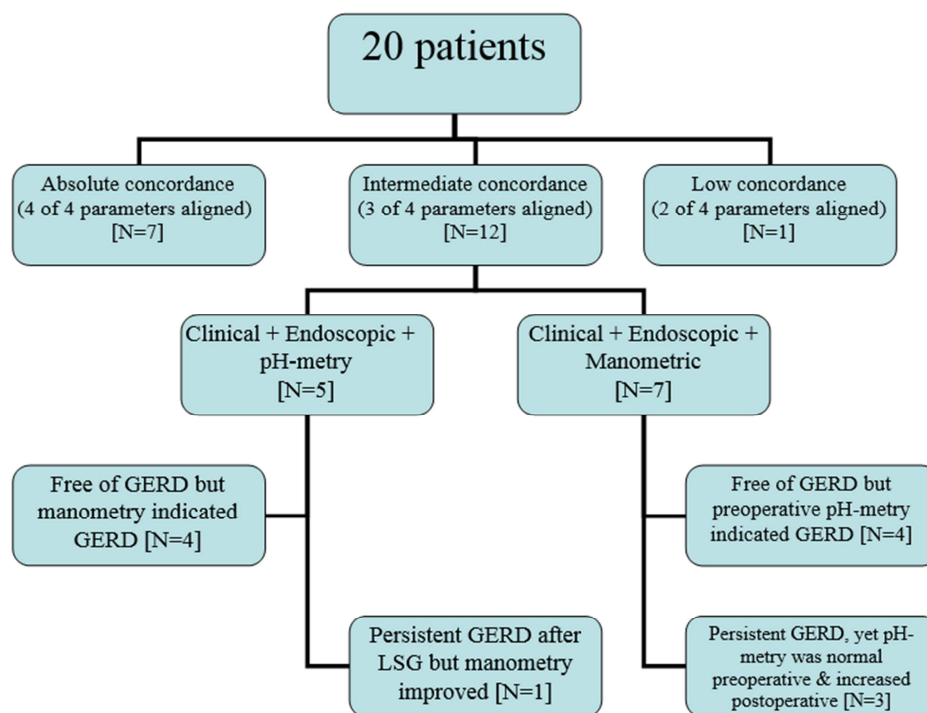 20 patients
Absolute concordance
(4 of 4 parameters aligned)
[N=7]
Intermediate concordance
(3 of 4 parameters aligned)
[N=12]
Low concordance
(2 of 4 parameters aligned)
[N=1]
Clinical + Endoscopic +
pH-metry
[N=5]
Clinical + Endoscopic +
Manometric
[N=7]
Free of GERD but
manometry indicated
GERD [N=4]
Free of GERD but
preoperative pH-metry
indicated GERD [N=4]
Persistent GERD after
LSG but manometry
improved [N=1]
Persistent GERD, yet pH-
metry was normal
preoperative & increased
postoperative [N=3]